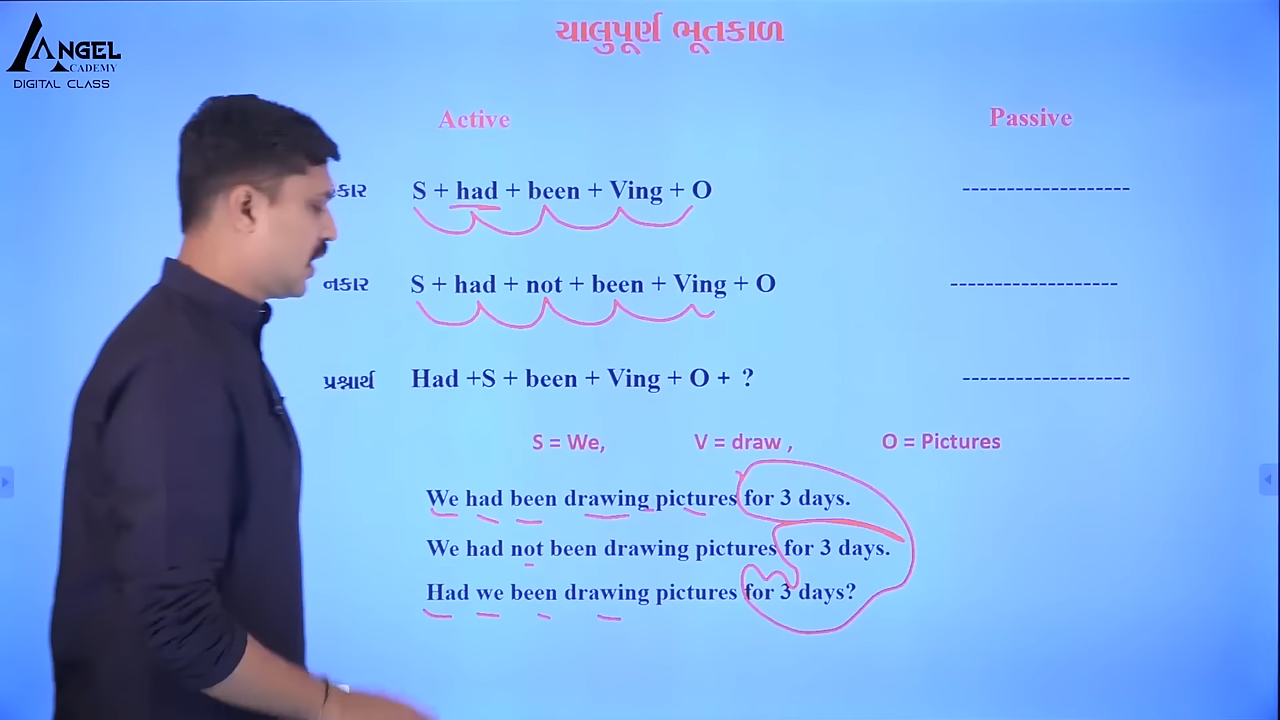 ANGEL
ACADEMY
DIGITAL CLASS
ચાલુપૂર્ણ ભૂતકાળ
Active Passive
કાર S + had + been + Ving + O -------------------
નકાર S + had + not + been + Ving + O -------------------
પ્રશ્નાર્થ Had +S + been + Ving + O + ? -------------------
S = We, V = draw , O = Pictures
We had been drawing pictures for 3 days.
We had not been drawing pictures for 3 days.
Had we been drawing pictures for 3 days?